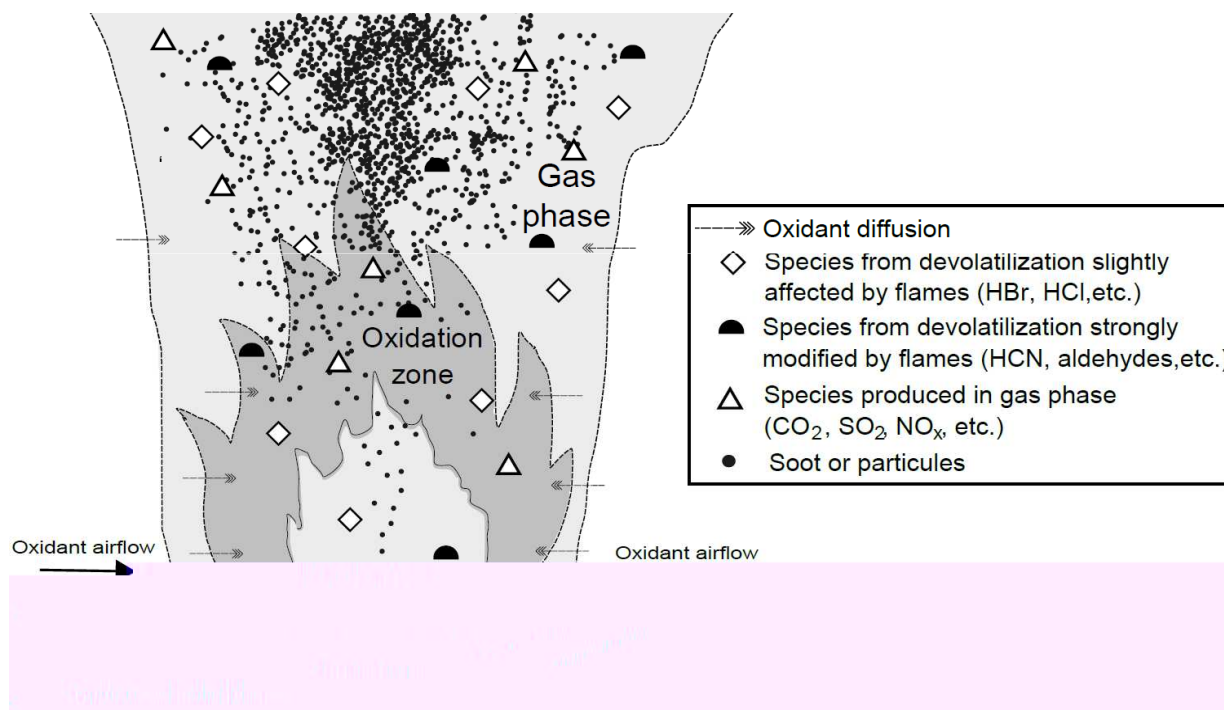 Gas
phase
Oxidation
zone
Oxidant diffusion
Species from devolatilization slightly
affected by flames (HBr, HCl,etc.)
Species from devolatilization strongly
modified by flames (HCN, aldehydes,etc.)
Species produced in gas phase
(CO₂, SO₂, NOₓ, etc.)
Soot or particules
Oxidant airflow
Oxidant airflow